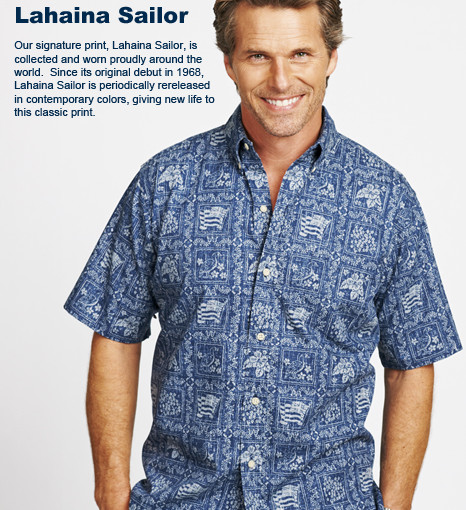 Lahaina Sailor
Our signature print, Lahaina Sailor, is
collected and worn proudly around the
world.  Since its original debut in 1968,
Lahaina Sailor is periodically rereleased
in contemporary colors, giving new life to
this classic print.